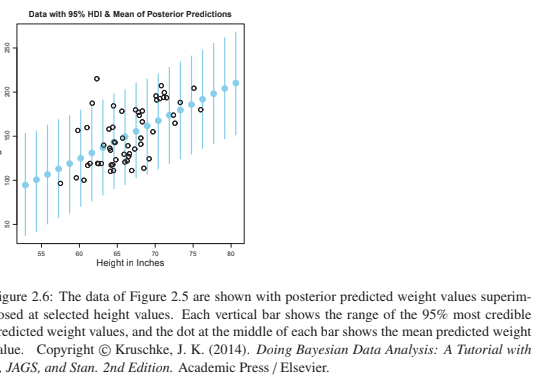 Data with 95% HDI & Mean of Posterior Predictions
250
200
150
100
50
55 60 65 70 75 80
Height in Inches
igure 2.6: The data of Figure 2.5 are shown with posterior predicted weight values superim-
osed at selected height values. Each vertical bar shows the range of the 95% most credible
redicted weight values, and the dot at the middle of each bar shows the mean predicted weight
alue. Copyright © Kruschke, J. K. (2014). Doing Bayesian Data Analysis: A Tutorial with
, JAGS, and Stan. 2nd Edition. Academic Press / Elsevier.